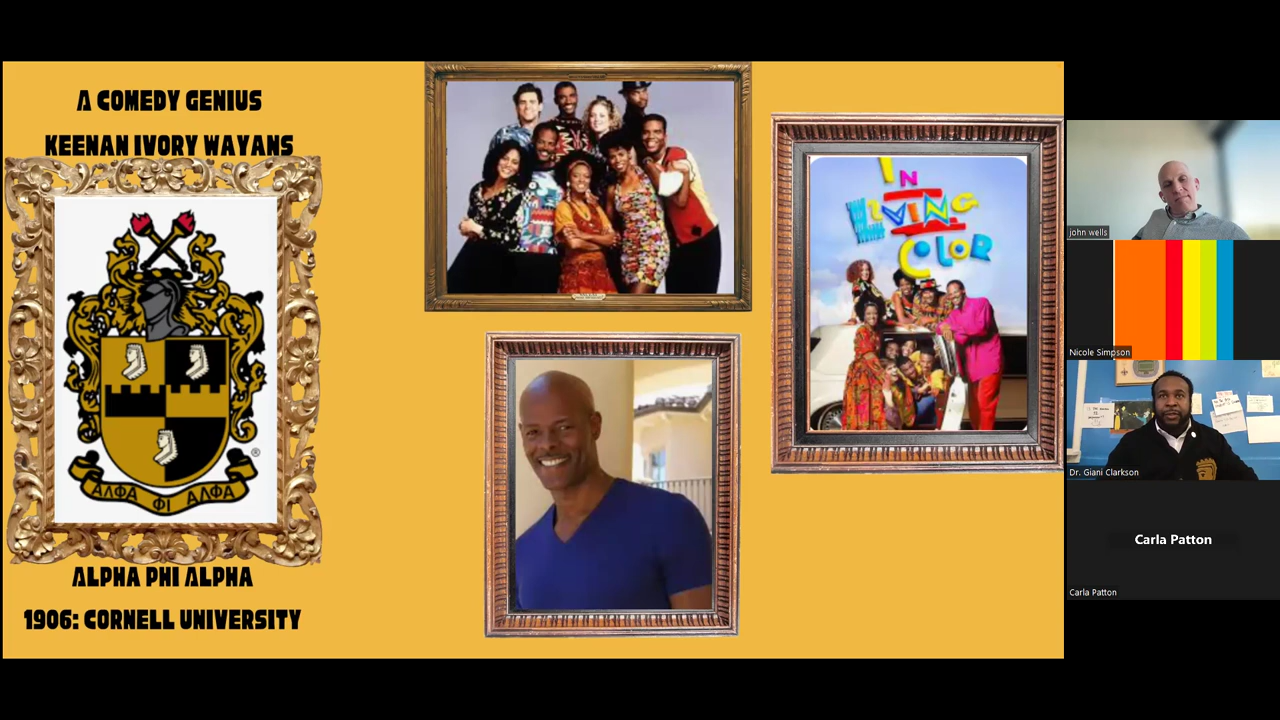 A COMEDY GENIUS
KEENAN IVORY WAYANS
ΑΛΦΑ ΦΙ ΑΛΦΑ
®
ALPHA PHI ALPHA
1906: CORNELL UNIVERSITY
IN
LIVING
COLOR
john wells
Nicole Simpson
Dr. Giani Clarkson
Carla Patton
Carla Patton